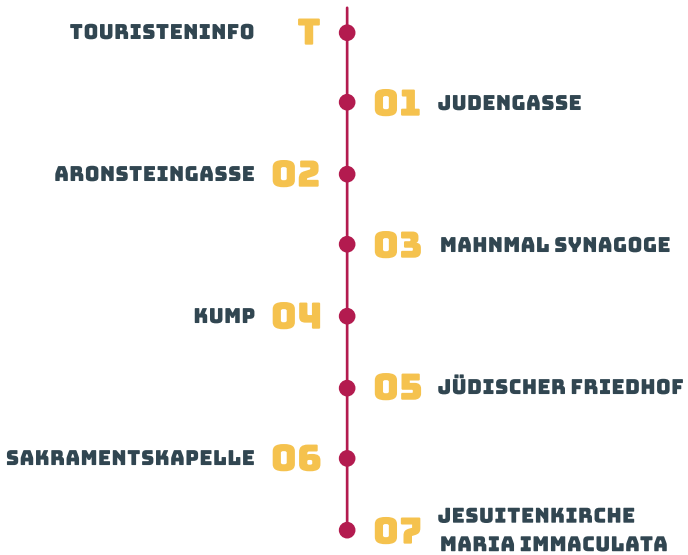 TOURISTENINFO T
01 JUDENGASSE
ARONSTEINGASSE 02
03 MAHNMAL SYNAGOGE
KUMP 04
05 JÜDISCHER FRIEDHOF
SAKRAMENTSKAPELLE 06
07 JESUITENKIRCHE
MARIA IMMACULATA